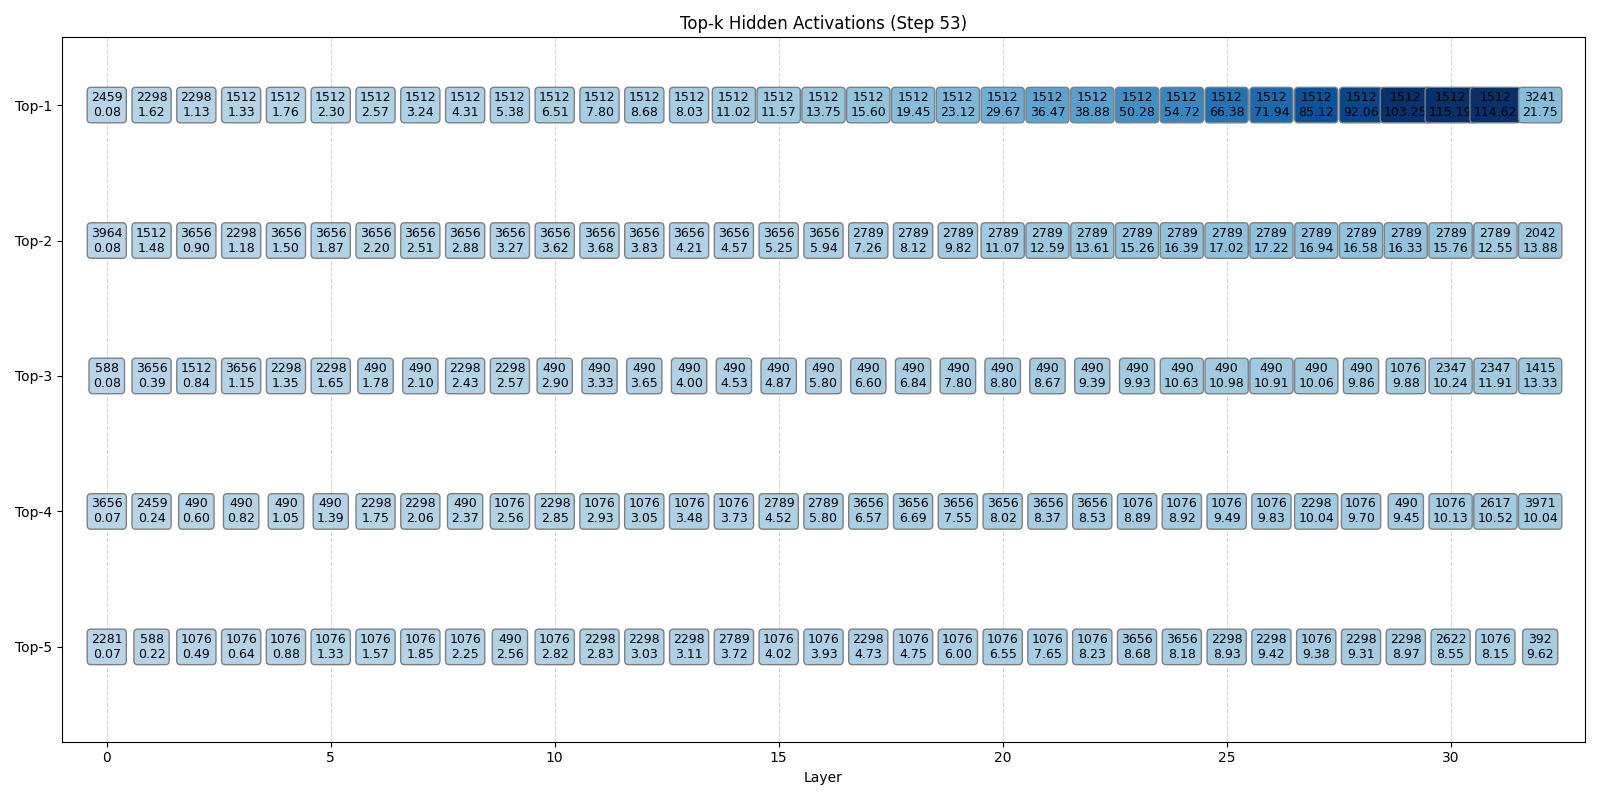 Top-k Hidden Activations (Step 53)
Top-1
2459 2298 2298 1512 1512 1512 1512 1512 1512 1512 1512 1512 1512 1512 1512 1512 1512 1512 1512 1512 1512 1512 1512 1512 1512 1512 1512 1512 1512 1512 1512 1512 3241
0.08 1.62 1.13 1.33 1.76 2.30 2.57 3.24 4.31 5.38 6.51 7.80 8.68 8.03 11.02 11.57 13.75 15.60 19.45 23.12 29.67 36.47 38.88 50.28 54.72 66.38 71.94 85.12 92.06 103.25 115.19 114.62 21.75
Top-2
3964 1512 3656 2298 3656 3656 3656 3656 3656 3656 3656 3656 3656 3656 3656 3656 3656 2789 2789 2789 2789 2789 2789 2789 2789 2789 2789 2789 2789 2789 2789 2789 2042
0.08 1.48 0.90 1.18 1.50 1.87 2.20 2.51 2.88 3.27 3.62 3.68 3.83 4.21 4.57 5.25 5.94 7.26 8.12 9.82 11.07 12.59 13.61 15.26 16.39 17.02 17.22 16.94 16.58 16.33 15.76 12.55 13.88
Top-3
588 3656 1512 3656 2298 2298 490 490 2298 2298 490 490 490 490 490 490 490 490 490 490 490 490 490 490 490 490 490 490 490 1076 2347 2347 1415
0.08 0.39 0.84 1.15 1.35 1.65 1.78 2.10 2.43 2.57 2.90 3.33 3.65 4.00 4.53 4.87 5.80 6.60 6.84 7.80 8.80 8.67 9.39 9.93 10.63 10.98 10.91 10.06 9.86 9.88 10.24 11.91 13.33
Top-4
3656 2459 490 490 490 490 2298 2298 490 1076 2298 1076 1076 1076 1076 2789 2789 3656 3656 3656 3656 3656 3656 1076 1076 1076 1076 2298 1076 490 1076 2617 3971
0.07 0.24 0.60 0.82 1.05 1.39 1.75 2.06 2.37 2.56 2.85 2.93 3.05 3.48 3.73 4.52 5.80 6.57 6.69 7.55 8.02 8.37 8.53 8.89 8.92 9.49 9.83 10.04 9.70 9.45 10.13 10.52 10.04
Top-5
2281 588 1076 1076 1076 1076 1076 1076 1076 490 1076 2298 2298 2298 2789 1076 1076 2298 1076 1076 1076 1076 1076 3656 3656 2298 2298 1076 2298 2298 2622 1076 392
0.07 0.22 0.49 0.64 0.88 1.33 1.57 1.85 2.25 2.56 2.82 2.83 3.03 3.11 3.72 4.02 3.93 4.73 4.75 6.00 6.55 7.65 8.23 8.68 8.18 8.93 9.42 9.38 9.31 8.97 8.55 8.15 9.62
0 5 10 15 20 25 30
Layer